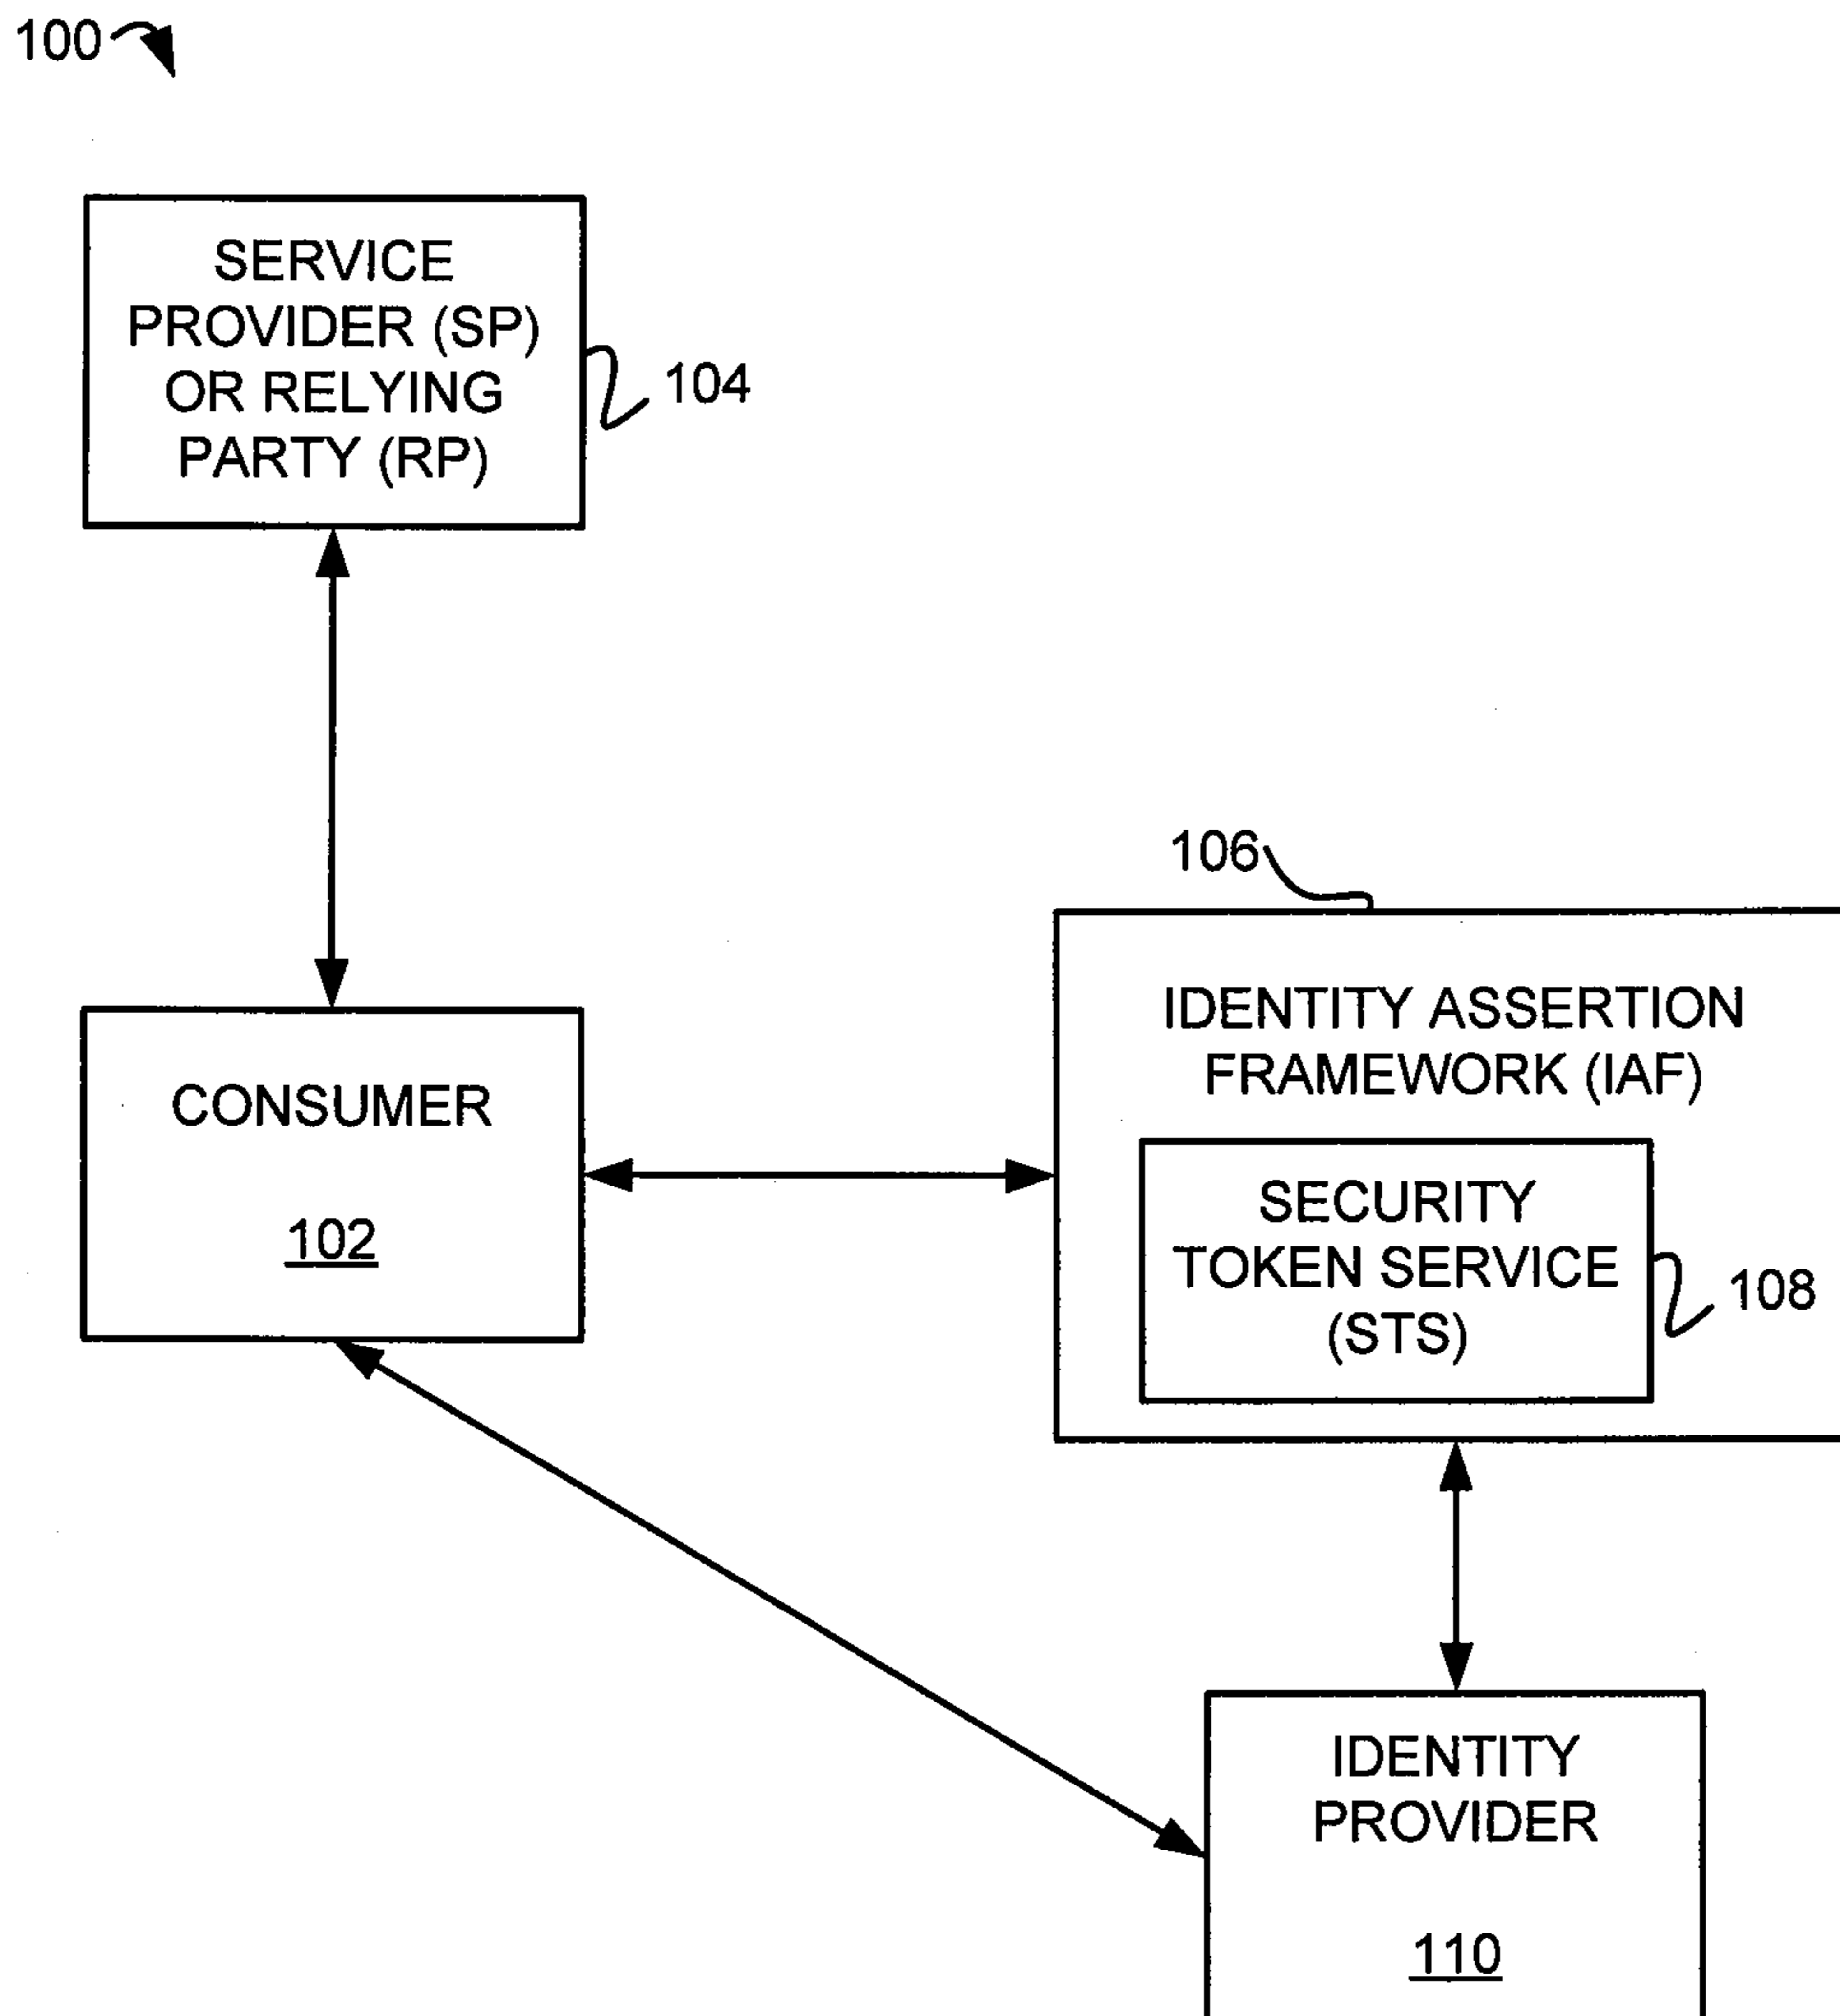 100
SERVICE
PROVIDER (SP)
OR RELYING
PARTY (RP)
104
106
IDENTITY ASSERTION
FRAMEWORK (IAF)
CONSUMER
102
SECURITY
TOKEN SERVICE
(STS)
108
IDENTITY
PROVIDER
110